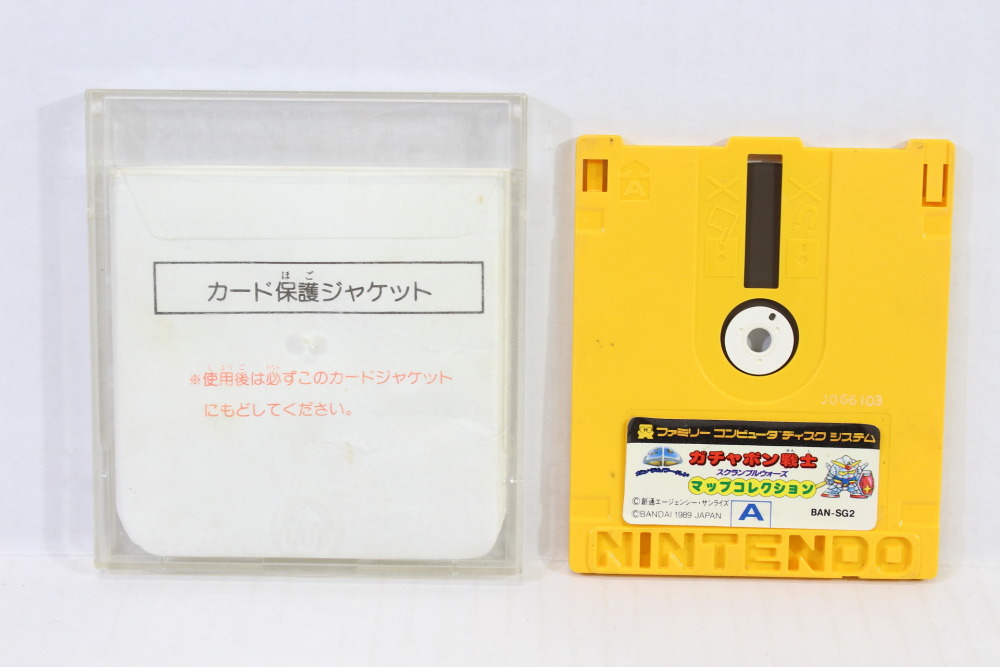 ほご
カード保護ジャケット
※使用後は必ずこのカードジャケット
にもどしてください。
A
J066103
ファミリー コンピュータ ディスク システム
ガチャポン戦士
スクランブルウォーズ
マップコレクション
©創通エージェンシー・サンライズ
©BANDAI 1989 JAPAN
A
BAN-SG2
NINTENDO